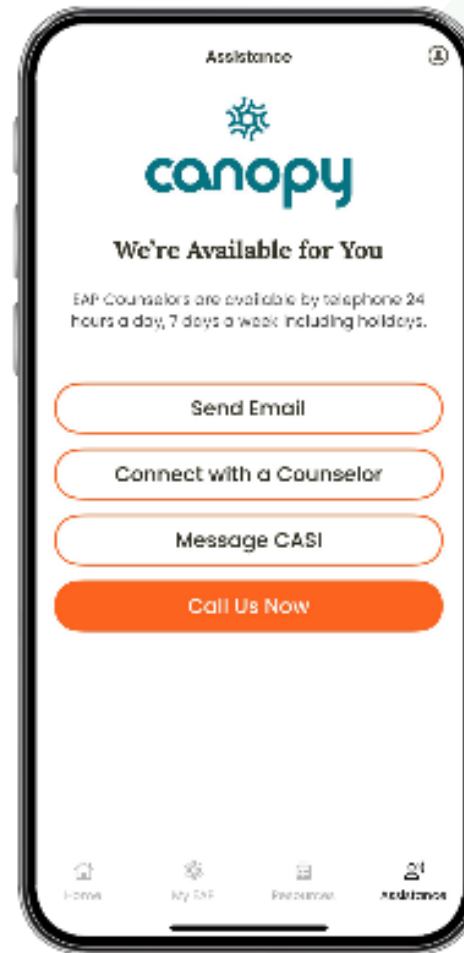 Assistance
canopy
We're Available for You
EAP Counselors are available by telephone 24
hours a day, 7 days a week including holidays.
Send Email
Connect with a Counselor
Message CASI
Call Us Now
Home
My EAP
Resources
Assistance